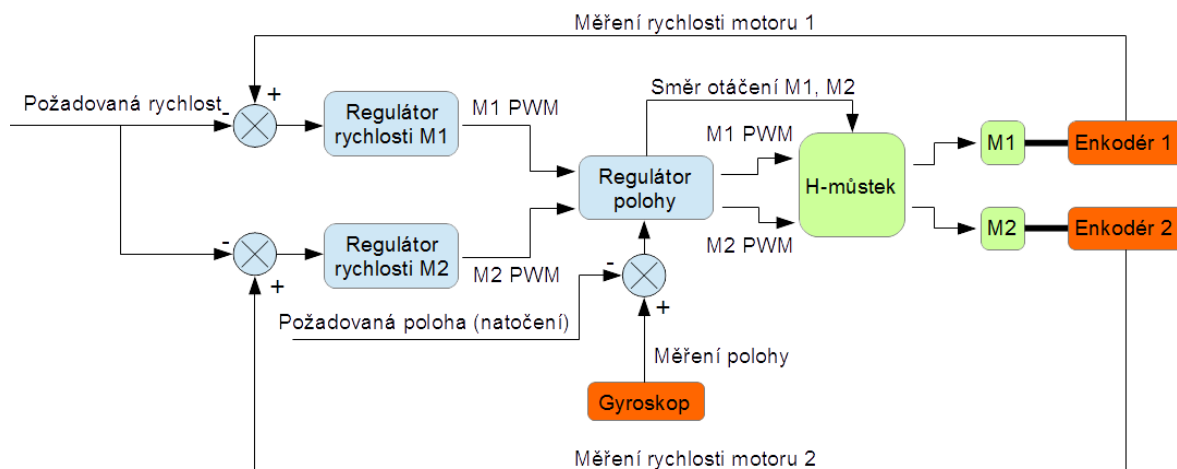 Měření rychlosti motoru 1
Požadovaná rychlost
-
+
Regulátor
rychlosti M1
M1 PWM
Směr otáčení M1, M2
M1 PWM
Regulátor
polohy
H-můstek
M1
Enkodér 1
M2
Enkodér 2
M2 PWM
-
+
Regulátor
rychlosti M2
M2 PWM
-
+
Požadovaná poloha (natočení)
Měření polohy
Gyroskop
Měření rychlosti motoru 2